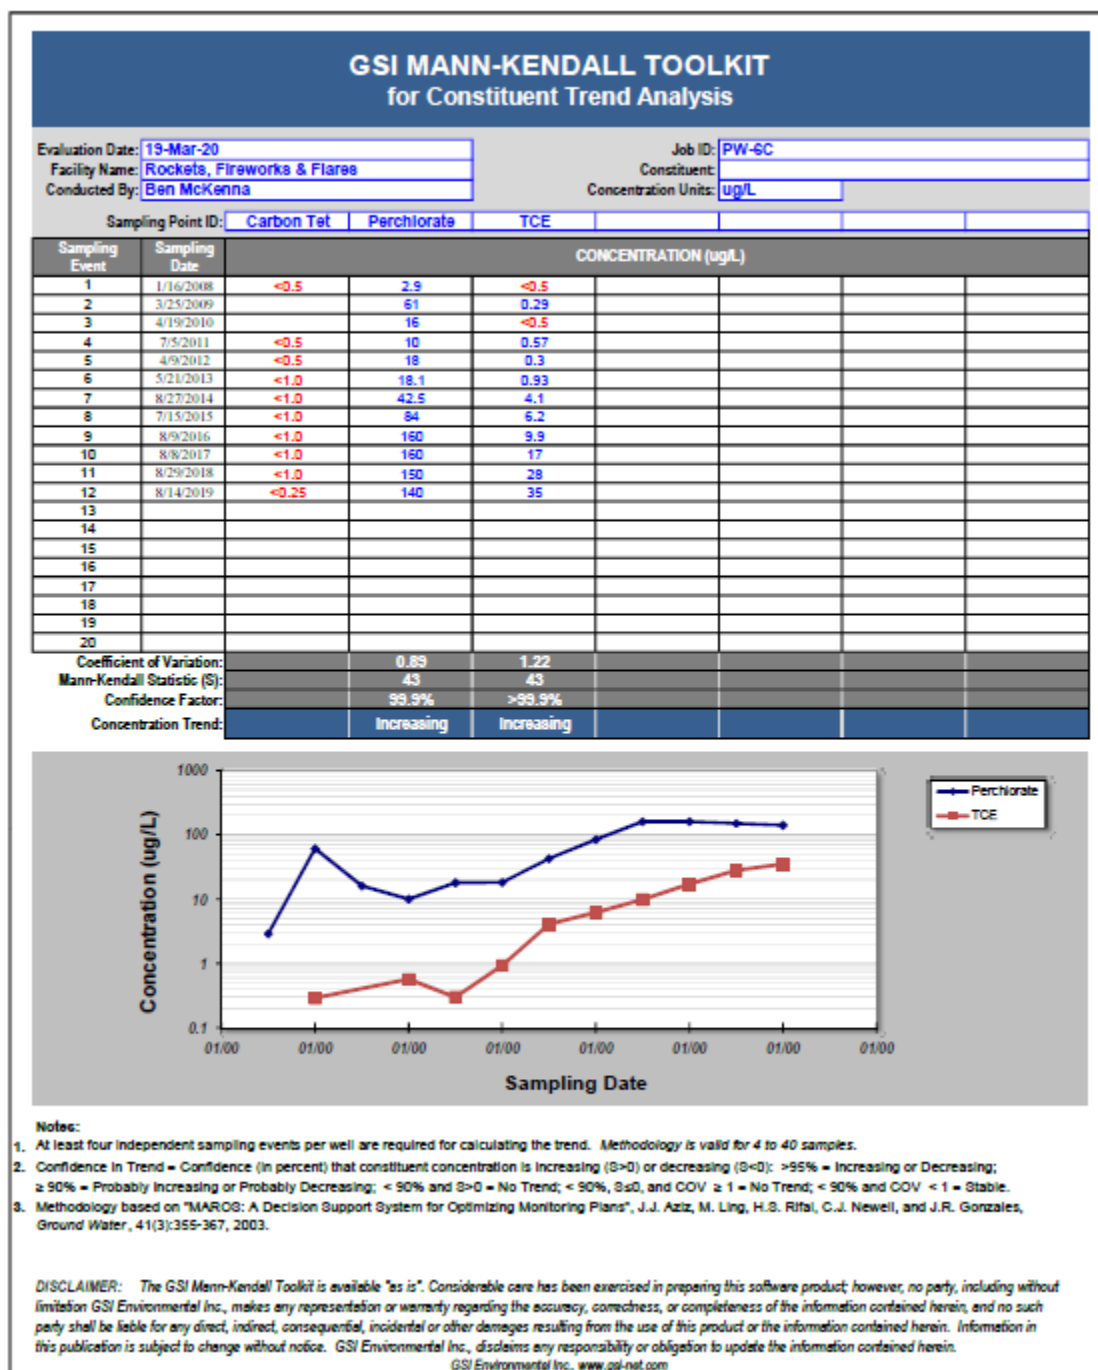 GSI MANN-KENDALL TOOLKIT
for Constituent Trend Analysis
Evaluation Date: 19-Mar-20 Job ID: PW-6C
Facility Name: Rockets, Fireworks & Flares Constituent:
Conducted By: Ben McKenna Concentration Units: ug/L
Sampling Point ID: Carbon Tet Perchlorate TCE
Sampling Event Sampling Date CONCENTRATION (ug/L)
1 1/16/2008 <0.5 2.9 <0.5
2 3/25/2009 61 0.29
3 4/19/2010 16 <0.5
4 7/5/2011 <0.5 10 0.57
5 4/9/2012 <0.5 18 0.3
6 5/21/2013 <1.0 18.1 0.93
7 8/27/2014 <1.0 42.5 4.1
8 7/15/2015 <1.0 84 6.2
9 8/9/2016 <1.0 160 9.9
10 8/8/2017 <1.0 160 17
11 8/29/2018 <1.0 150 28
12 8/14/2019 <0.25 140 35
13
14
15
16
17
18
19
20
Coefficient of Variation: 0.89 1.22
Mann-Kendall Statistic (S): 43 43
Confidence Factor: 99.9% >99.9%
Concentration Trend: Increasing Increasing
Concentration (ug/L)
1000
100
10
1
0.1
01/00 01/00 01/00 01/00 01/00 01/00 01/00 01/00
Sampling Date
Perchlorate
TCE
Notes:
1. At least four independent sampling events per well are required for calculating the trend. Methodology is valid for 4 to 40 samples.
2. Confidence in Trend = Confidence (in percent) that constituent concentration is increasing (S>0) or decreasing (S<0): >95% = Increasing or Decreasing;
≥ 90% = Probably Increasing or Probably Decreasing; < 90% and S>0 = No Trend; < 90%, S≤0, and COV ≥ 1 = No Trend; < 90% and COV < 1 = Stable.
3. Methodology based on "MAROS: A Decision Support System for Optimizing Monitoring Plans", J.J. Aziz, M. Ling, H.S. Rifai, C.J. Newell, and J.R. Gonzales,
Ground Water, 41(3):355-367, 2003.
DISCLAIMER: The GSI Mann-Kendall Toolkit is available "as is". Considerable care has been exercised in preparing this software product; however, no party, including without
limitation GSI Environmental Inc., makes any representation or warranty regarding the accuracy, correctness, or completeness of the information contained herein, and no such
party shall be liable for any direct, indirect, consequential, incidental or other damages resulting from the use of this product or the information contained herein. Information in
this publication is subject to change without notice. GSI Environmental Inc., disclaims any responsibility or obligation to update the information contained herein.
GSI Environmental Inc., www.gsi-net.com